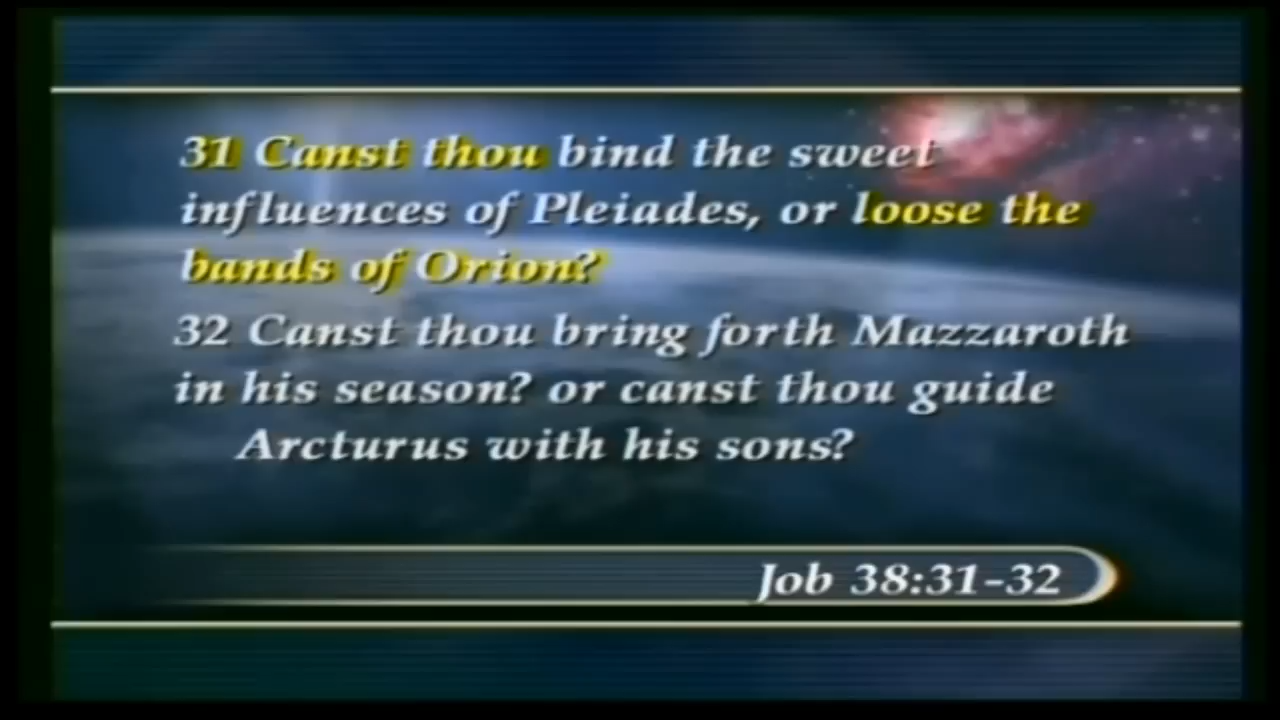 31 Canst thou bind the sweet
influences of Pleiades, or loose the
bands of Orion?
32 Canst thou bring forth Mazzaroth
in his season? or canst thou guide
Arcturus with his sons?
Job 38:31-32